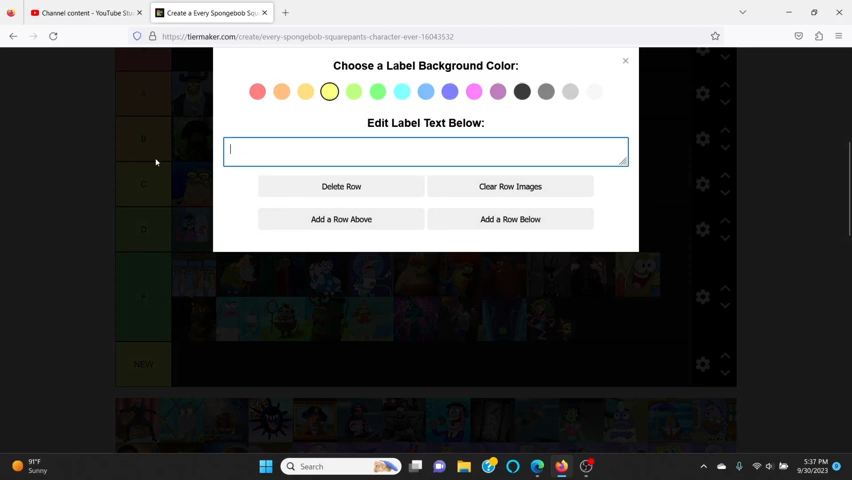 Channel content - YouTube Stu
Create a Every Spongebob Squ
https://tiermaker.com/create/every-spongebob-squarepants-character-ever-16043532
Choose a Label Background Color:
Edit Label Text Below:
Delete Row
Clear Row Images
Add a Row Above
Add a Row Below
A
B
C
D
F
NEW
91°F
Sunny
Search
5:37 PM
9/30/2023